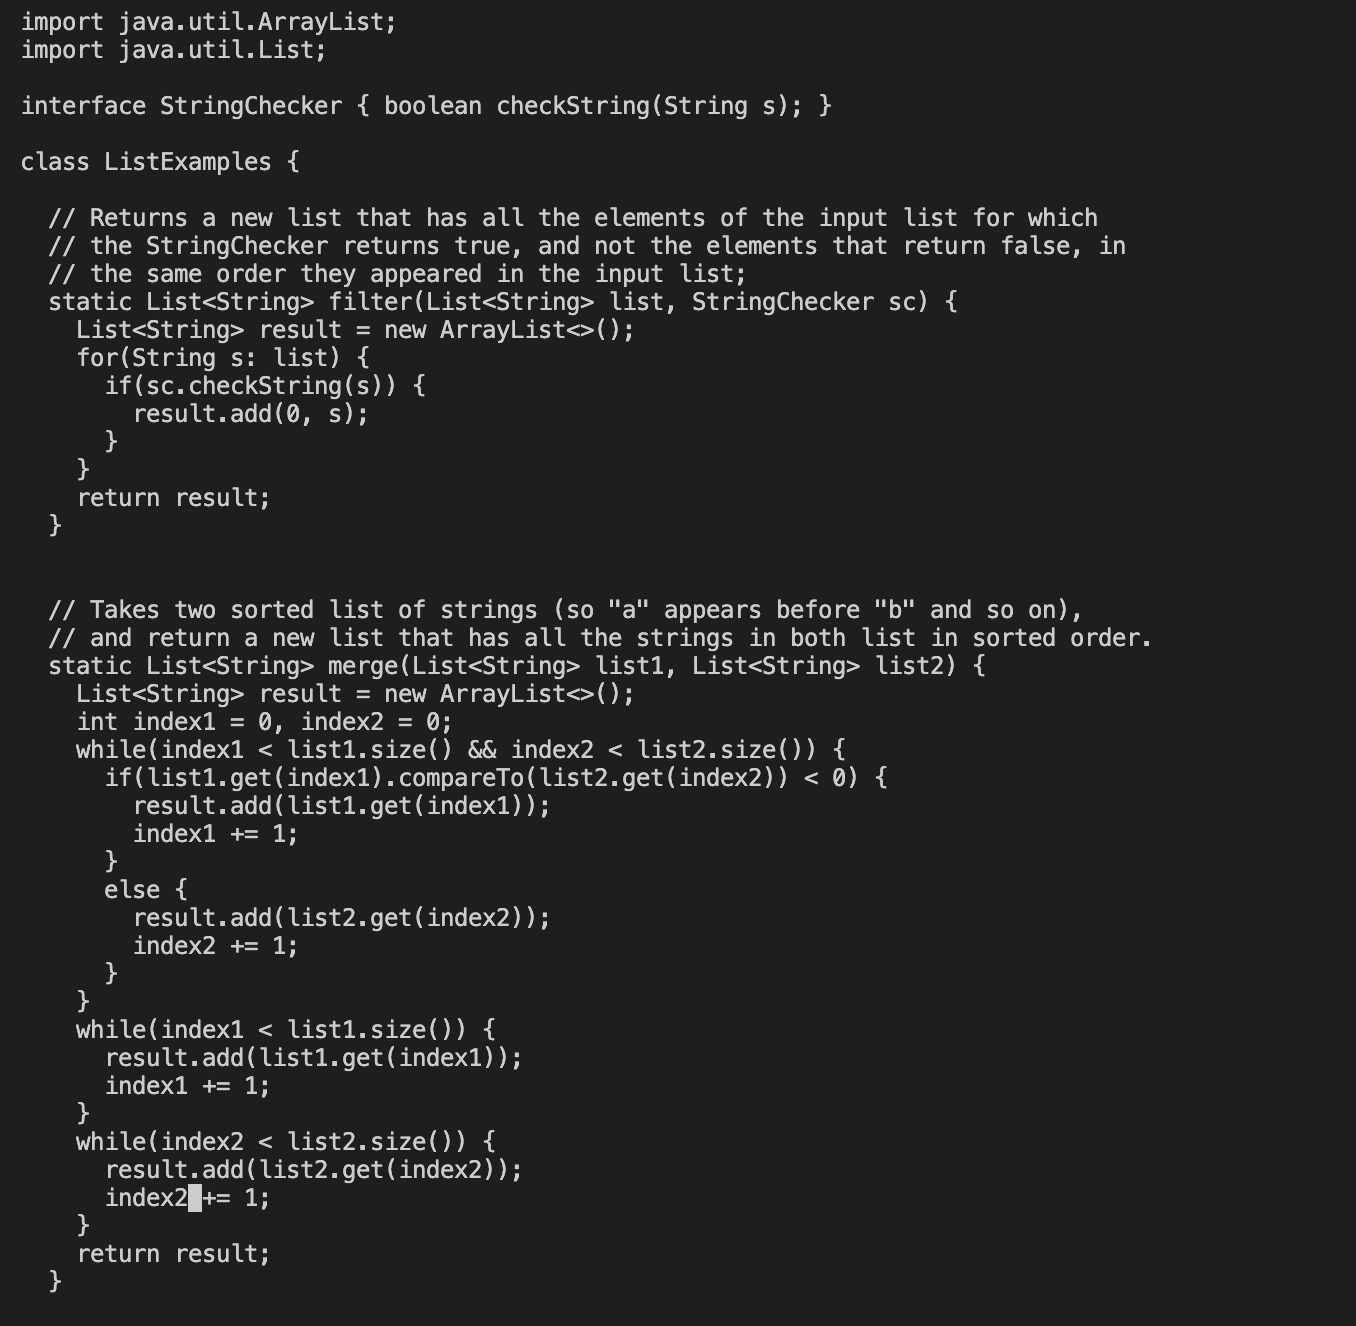 import java.util.ArrayList;
import java.util.List;

interface StringChecker { boolean checkString(String s); }

class ListExamples {

  // Returns a new list that has all the elements of the input list for which
  // the StringChecker returns true, and not the elements that return false, in
  // the same order they appeared in the input list;
  static List<String> filter(List<String> list, StringChecker sc) {
    List<String> result = new ArrayList<>();
    for(String s: list) {
      if(sc.checkString(s)) {
        result.add(0, s);
      }
    }
    return result;
  }


  // Takes two sorted list of strings (so "a" appears before "b" and so on),
  // and return a new list that has all the strings in both list in sorted order.
  static List<String> merge(List<String> list1, List<String> list2) {
    List<String> result = new ArrayList<>();
    int index1 = 0, index2 = 0;
    while(index1 < list1.size() && index2 < list2.size()) {
      if(list1.get(index1).compareTo(list2.get(index2)) < 0) {
        result.add(list1.get(index1));
        index1 += 1;
      }
      else {
        result.add(list2.get(index2));
        index2 += 1;
      }
    }
    while(index1 < list1.size()) {
      result.add(list1.get(index1));
      index1 += 1;
    }
    while(index2 < list2.size()) {
      result.add(list2.get(index2));
      index2 += 1;
    }
    return result;
  }